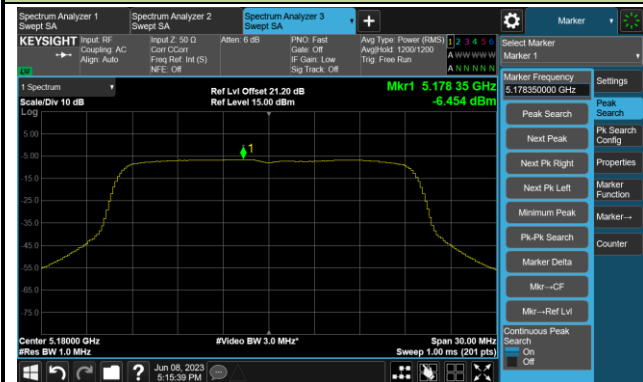 Spectrum Analyzer 1
Swept SA
Spectrum Analyzer 2
Swept SA
Spectrum Analyzer 3
Swept SA
Marker
KEYSIGHT
Input: RF
Coupling: AC
Align: Auto
Input Z: 50 Ω
Corr CCorr
Freq Ref: Int (S)
NFE: Off
Atten: 6 dB
PNO: Fast
Gate: Off
IF Gain: Low
Sig Track: Off
Avg Type: Power (RMS)
Avg|Hold: 1200/1200
Trig: Free Run
1 2 3 4 5 6
A W W W W W
A N N N N N
LXI
Select Marker
Marker 1
1 Spectrum
Scale/Div 10 dB
Log
Ref Lvl Offset 21.20 dB
Ref Level 15.00 dBm
Mkr1 5.178 35 GHz
-6.454 dBm
5.00
-5.00
-15.0
-25.0
-35.0
-45.0
-55.0
-65.0
-75.0
1
Center 5.18000 GHz
#Res BW 1.0 MHz
#Video BW 3.0 MHz*
Span 30.00 MHz
Sweep 1.00 ms (201 pts)
Marker Frequency
5.178350000 GHz
Peak Search
Next Peak
Next Pk Right
Next Pk Left
Minimum Peak
Pk-Pk Search
Marker Delta
Mkr→CF
Mkr→Ref Lvl
Continuous Peak
Search
On
Off
Settings
Peak
Search
Pk Search
Config
Properties
Marker
Function
Marker→
Counter
Jun 08, 2023
5:15:39 PM